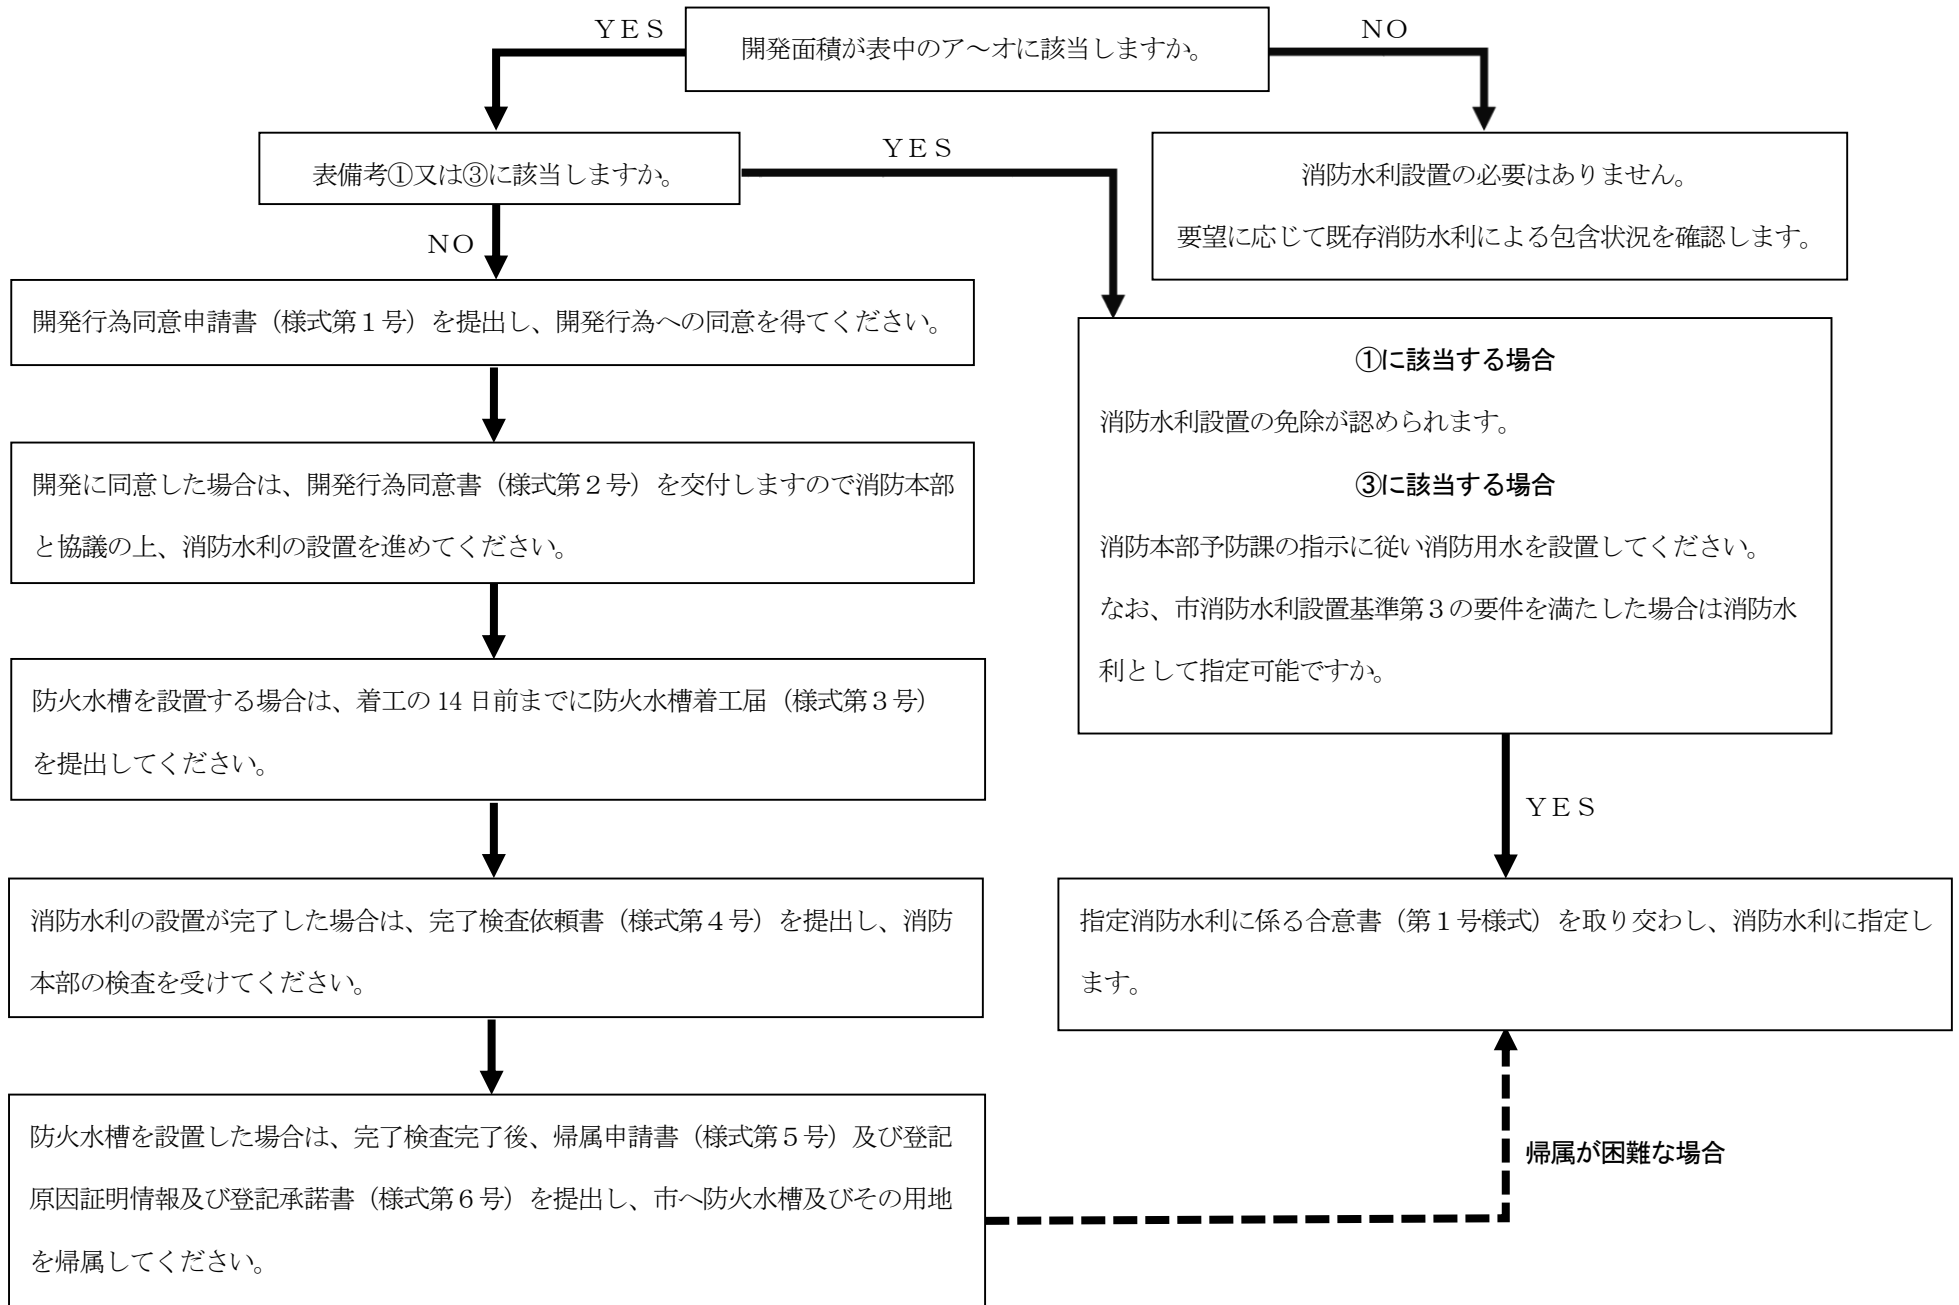 開発面積が表中のア～オに該当しますか。
ＹＥＳ
ＮＯ
表備考①又は③に該当しますか。
ＹＥＳ
ＮＯ
消防水利設置の必要はありません。
要望に応じて既存消防水利による包含状況を確認します。
開発行為同意申請書（様式第１号）を提出し、開発行為への同意を得てください。
開発に同意した場合は、開発行為同意書（様式第２号）を交付しますので消防本部
と協議の上、消防水利の設置を進めてください。
防火水槽を設置する場合は、着工の 14 日前までに防火水槽着工届（様式第３号）
を提出してください。
消防水利の設置が完了した場合は、完了検査依頼書（様式第４号）を提出し、消防
本部の検査を受けてください。
防火水槽を設置した場合は、完了検査完了後、帰属申請書（様式第５号）及び登記
原因証明情報及び登記承諾書（様式第６号）を提出し、市へ防火水槽及びその用地
を帰属してください。
①に該当する場合
消防水利設置の免除が認められます。
③に該当する場合
消防本部予防課の指示に従い消防用水を設置してください。
なお、市消防水利設置基準第３の要件を満たした場合は消防水
利として指定可能ですか。
ＹＥＳ
指定消防水利に係る合意書（第１号様式）を取り交わし、消防水利に指定し
ます。
帰属が困難な場合